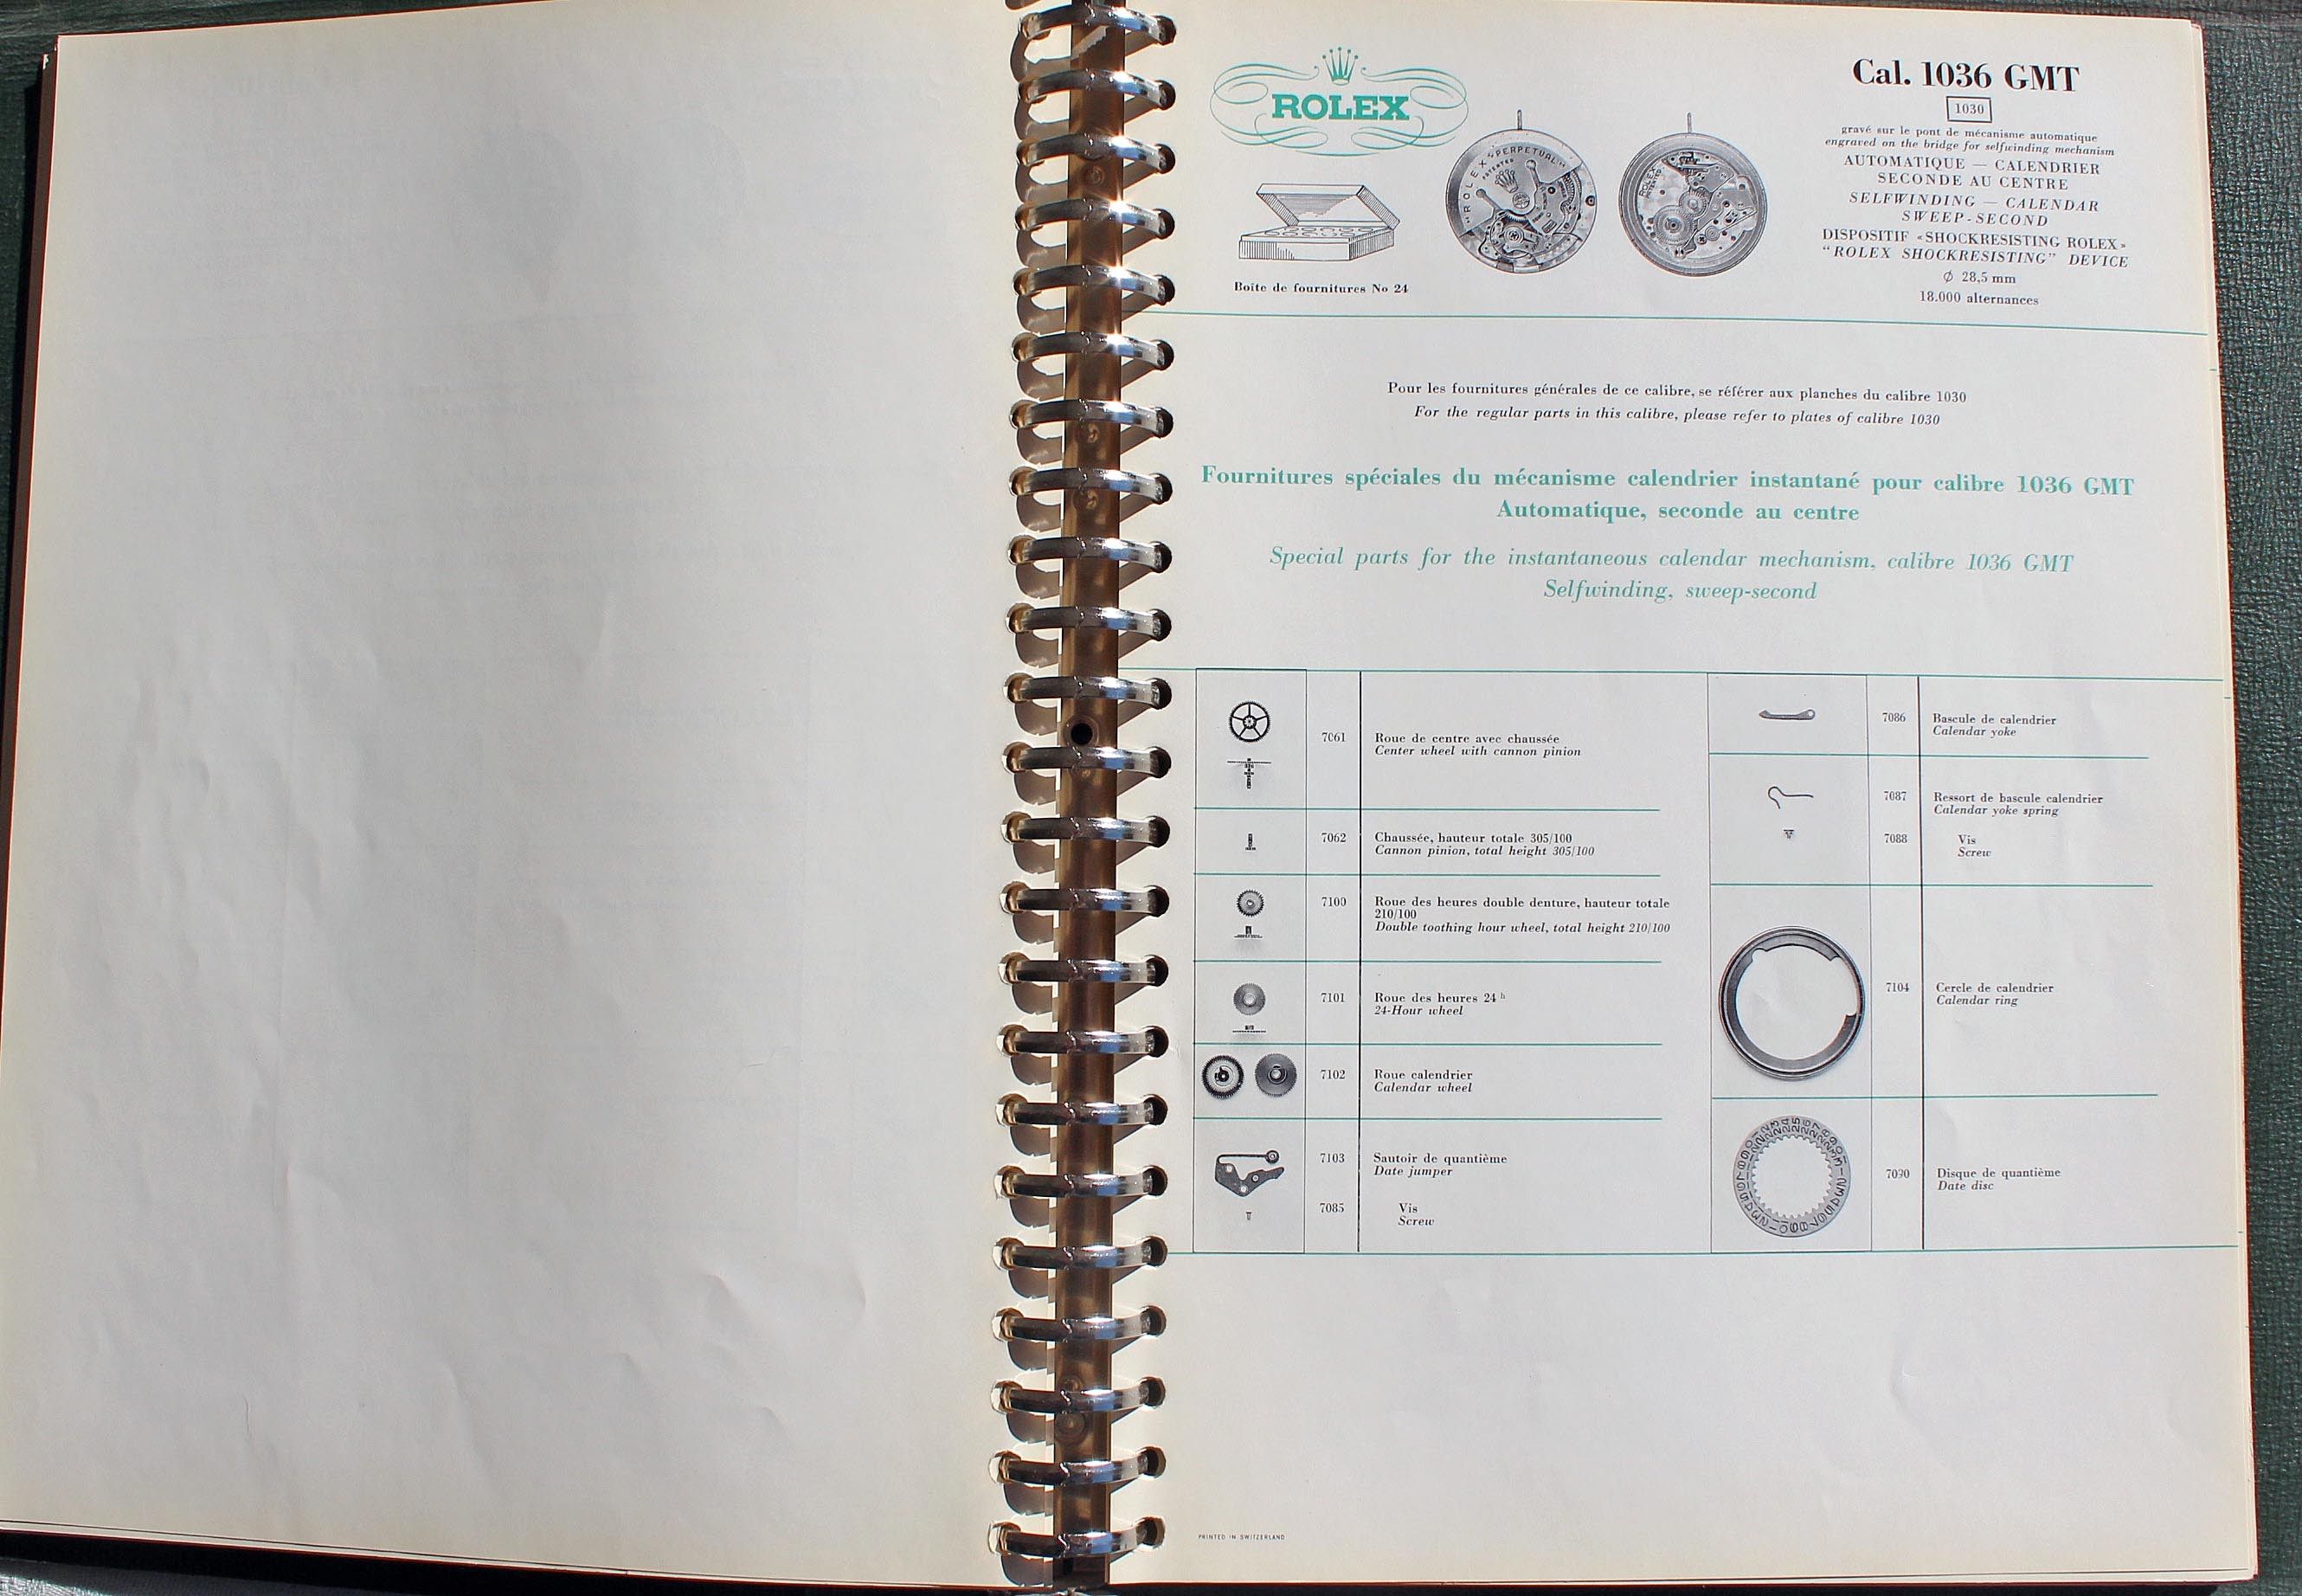 ROLEX
Boîte de fournitures No 24
ROLEX PERPETUAL
PATENTED
ROLEX
PATENTED
Cal. 1036 GMT
1030
gravé sur le pont de mécanisme automatique
engraved on the bridge for selfwinding mechanism
AUTOMATIQUE — CALENDRIER
SECONDE AU CENTRE
SELFWINDING — CALENDAR
SWEEP-SECOND
DISPOSITIF «SHOCKRESISTING ROLEX»
"ROLEX SHOCKRESISTING" DEVICE
⌀ 28,5 mm
18.000 alternances
Pour les fournitures générales de ce calibre, se référer aux planches du calibre 1030
For the regular parts in this calibre, please refer to plates of calibre 1030
Fournitures spéciales du mécanisme calendrier instantané pour calibre 1036 GMT
Automatique, seconde au centre
Special parts for the instantaneous calendar mechanism, calibre 1036 GMT
Selfwinding, sweep-second
7061 Roue de centre avec chaussée
Center wheel with cannon pinion
7062 Chaussée, hauteur totale 305/100
Cannon pinion, total height 305/100
7100 Roue des heures double denture, hauteur totale
210/100
Double toothing hour wheel, total height 210/100
7101 Roue des heures 24 h
24-Hour wheel
7102 Roue calendrier
Calendar wheel
7103 Sautoir de quantième
Date jumper
7085 Vis
Screw
7086 Bascule de calendrier
Calendar yoke
7087 Ressort de bascule calendrier
Calendar yoke spring
7088 Vis
Screw
7104 Cercle de calendrier
Calendar ring
7090 Disque de quantième
Date disc
PRINTED IN SWITZERLAND